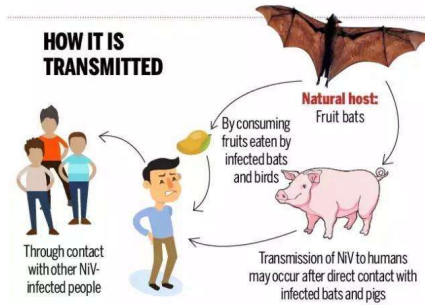 HOW IT IS
TRANSMITTED
Natural host:
Fruit bats
By consuming
fruits eaten by
infected bats
and birds
Through contact
with other NiV-
infected people
Transmission of NiV to humans
may occur after direct contact with
infected bats and pigs